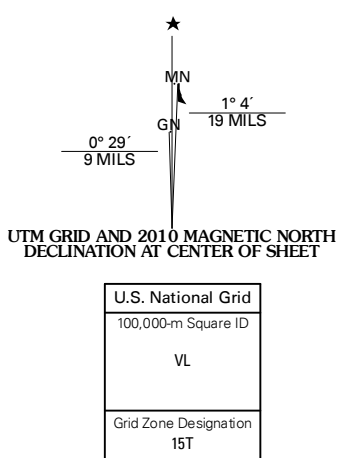 ★
MN
1° 4´
19 MILS
GN
0° 29´
9 MILS
UTM GRID AND 2010 MAGNETIC NORTH
DECLINATION AT CENTER OF SHEET
U.S. National Grid
100,000-m Square ID
VL
Grid Zone Designation
15T